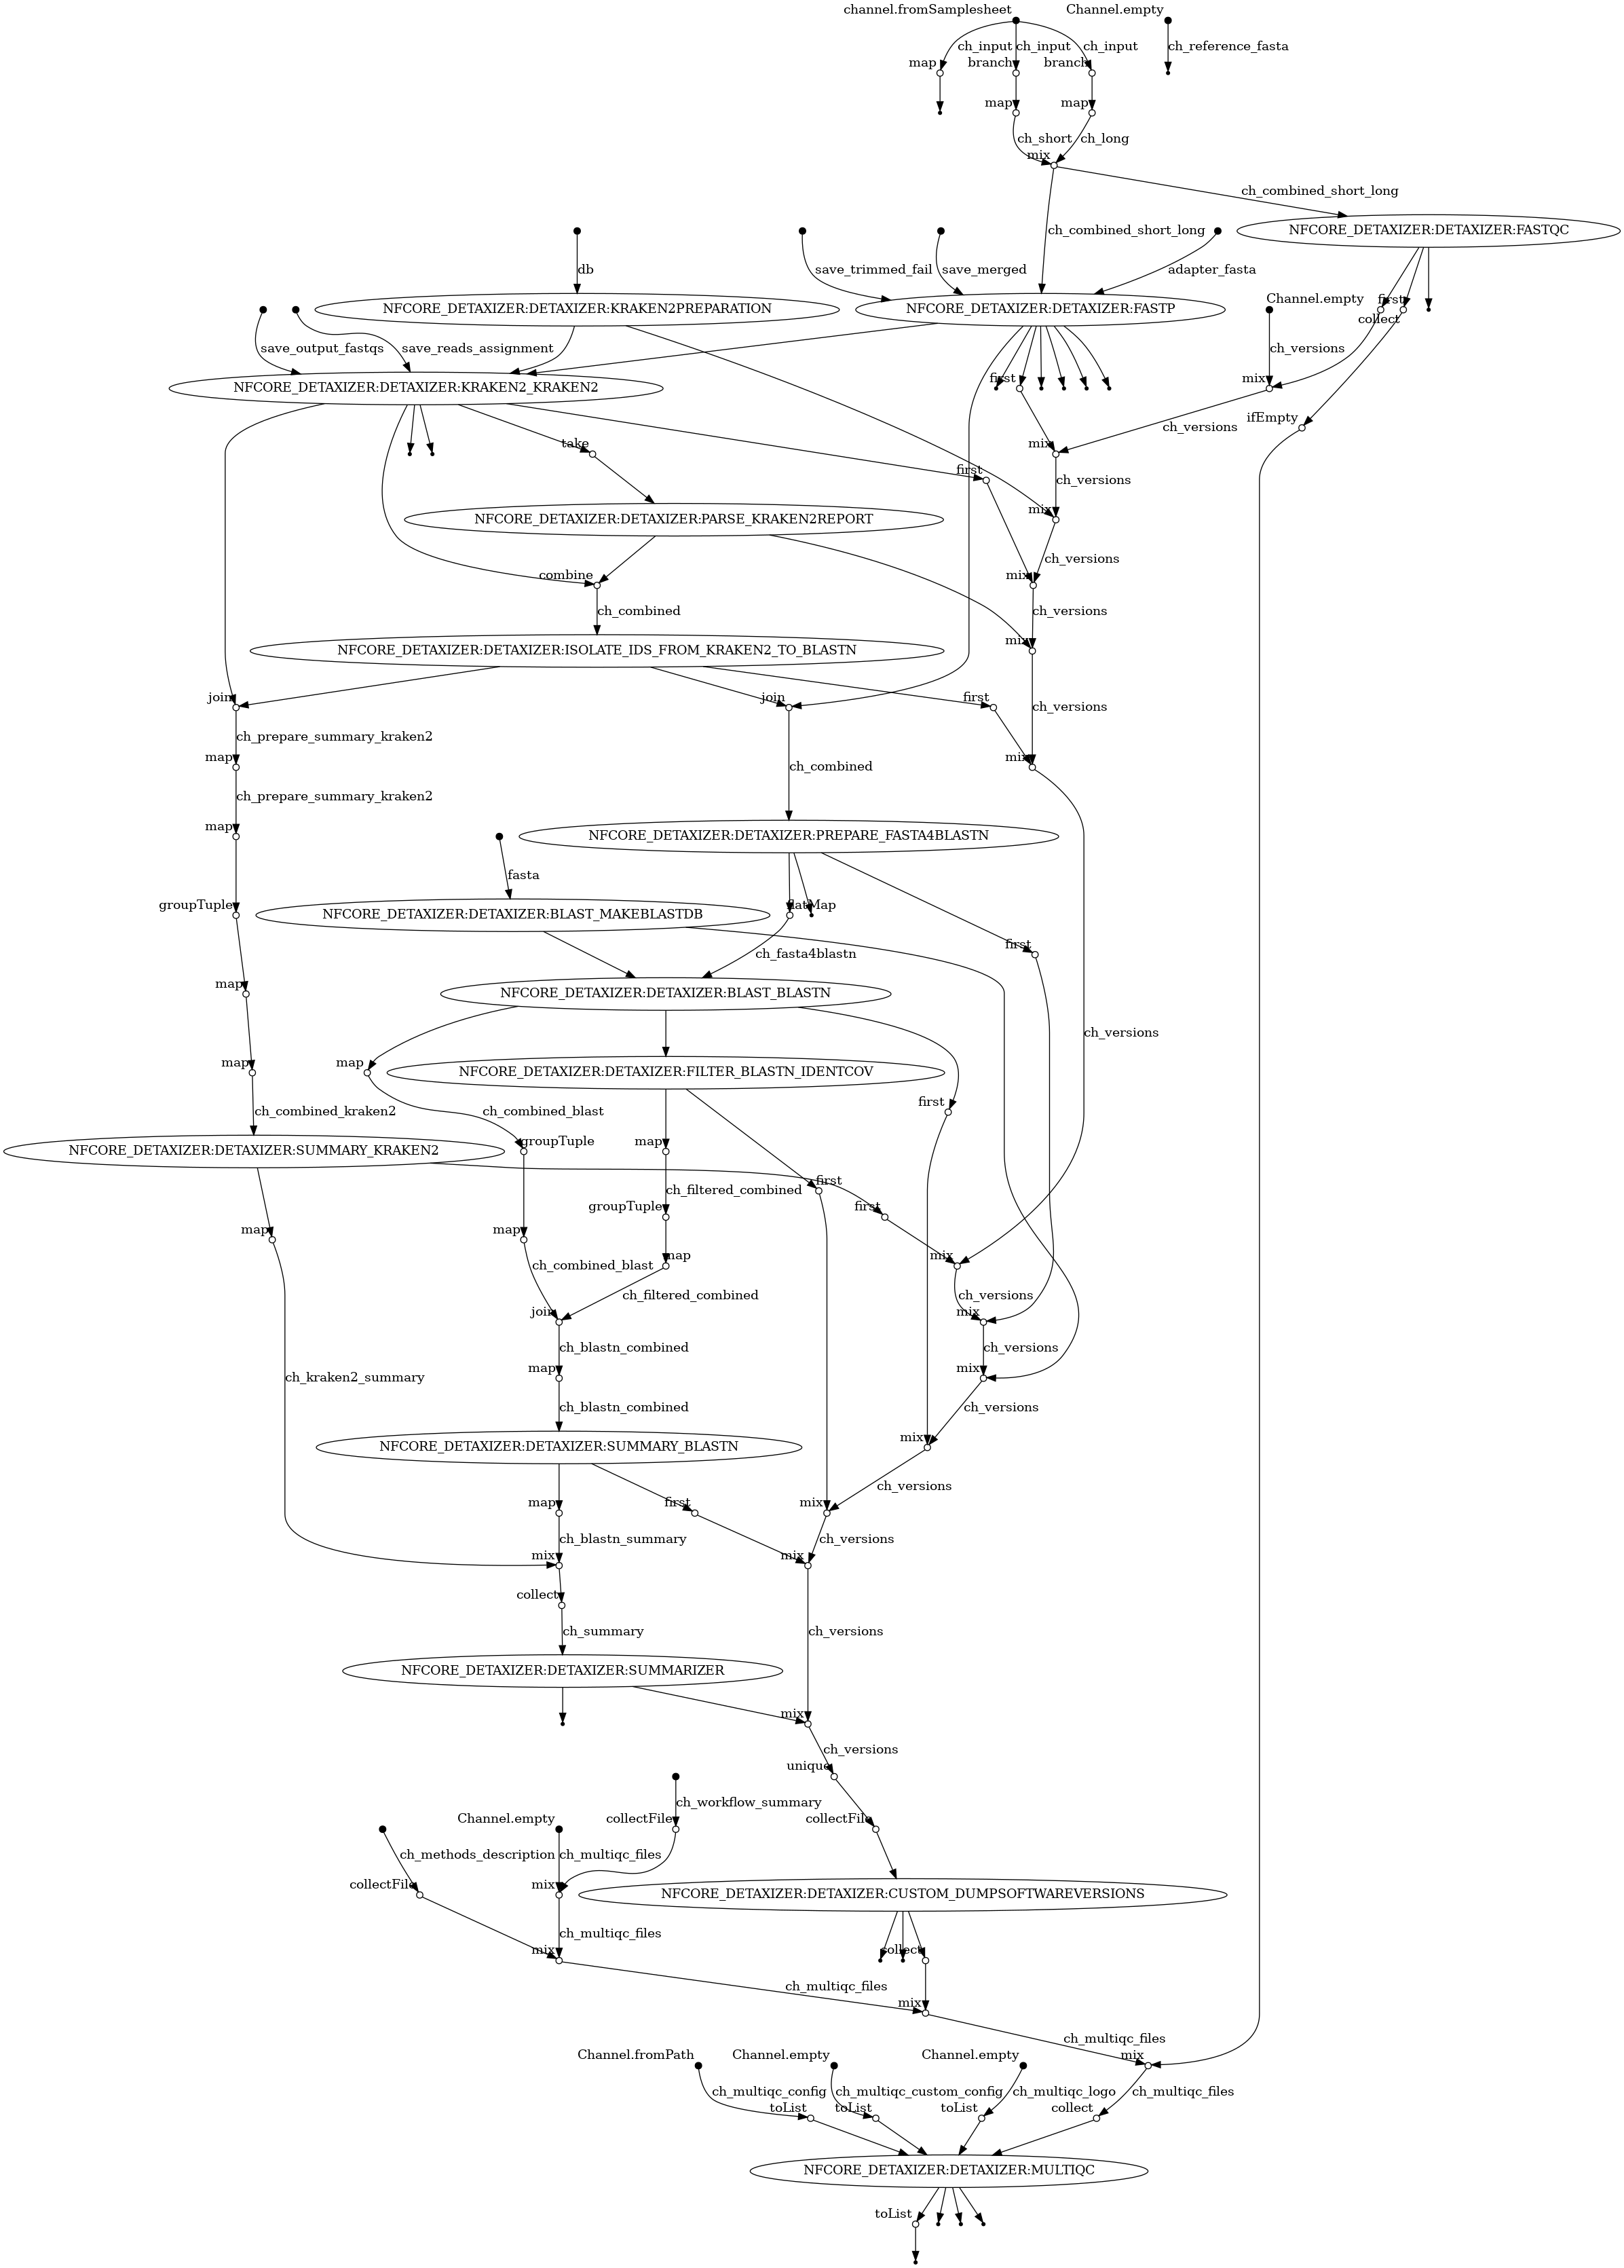 channel.fromSamplesheet
Channel.empty
ch_input
ch_input
ch_input
ch_reference_fasta
map
branch
branch
map
map
ch_short
ch_long
mix
ch_combined_short_long
NFCORE_DETAXIZER:DETAXIZER:FASTQC
ch_combined_short_long
db
save_trimmed_fail
save_merged
adapter_fasta
NFCORE_DETAXIZER:DETAXIZER:KRAKEN2PREPARATION
NFCORE_DETAXIZER:DETAXIZER:FASTP
Channel.empty
first
collect
save_output_fastqs
save_reads_assignment
ch_versions
NFCORE_DETAXIZER:DETAXIZER:KRAKEN2_KRAKEN2
first
mix
ifEmpty
ch_versions
take
mix
first
ch_versions
mix
NFCORE_DETAXIZER:DETAXIZER:PARSE_KRAKEN2REPORT
ch_versions
combine
mix
ch_combined
ch_versions
mix
NFCORE_DETAXIZER:DETAXIZER:ISOLATE_IDS_FROM_KRAKEN2_TO_BLASTN
join
join
first
ch_versions
ch_prepare_summary_kraken2
map
mix
ch_combined
ch_prepare_summary_kraken2
map
NFCORE_DETAXIZER:DETAXIZER:PREPARE_FASTA4BLASTN
fasta
groupTuple
NFCORE_DETAXIZER:DETAXIZER:BLAST_MAKEBLASTDB
flatMap
first
ch_fasta4blastn
map
NFCORE_DETAXIZER:DETAXIZER:BLAST_BLASTN
ch_versions
map
map
NFCORE_DETAXIZER:DETAXIZER:FILTER_BLASTN_IDENTCOV
first
ch_combined_kraken2
ch_combined_blast
NFCORE_DETAXIZER:DETAXIZER:SUMMARY_KRAKEN2
groupTuple
map
first
ch_filtered_combined
groupTuple
first
map
map
map
mix
ch_combined_blast
ch_filtered_combined
ch_versions
join
mix
ch_blastn_combined
ch_versions
map
mix
ch_kraken2_summary
ch_blastn_combined
ch_versions
NFCORE_DETAXIZER:DETAXIZER:SUMMARY_BLASTN
mix
ch_versions
map
first
mix
ch_blastn_summary
ch_versions
mix
mix
collect
ch_summary
ch_versions
NFCORE_DETAXIZER:DETAXIZER:SUMMARIZER
mix
ch_versions
unique
ch_workflow_summary
Channel.empty
collectFile
collectFile
ch_methods_description
ch_multiqc_files
collectFile
mix
NFCORE_DETAXIZER:DETAXIZER:CUSTOM_DUMPSOFTWAREVERSIONS
ch_multiqc_files
mix
collect
ch_multiqc_files
mix
ch_multiqc_files
Channel.fromPath
Channel.empty
Channel.empty
mix
ch_multiqc_config
ch_multiqc_custom_config
ch_multiqc_logo
ch_multiqc_files
toList
toList
toList
collect
NFCORE_DETAXIZER:DETAXIZER:MULTIQC
toList